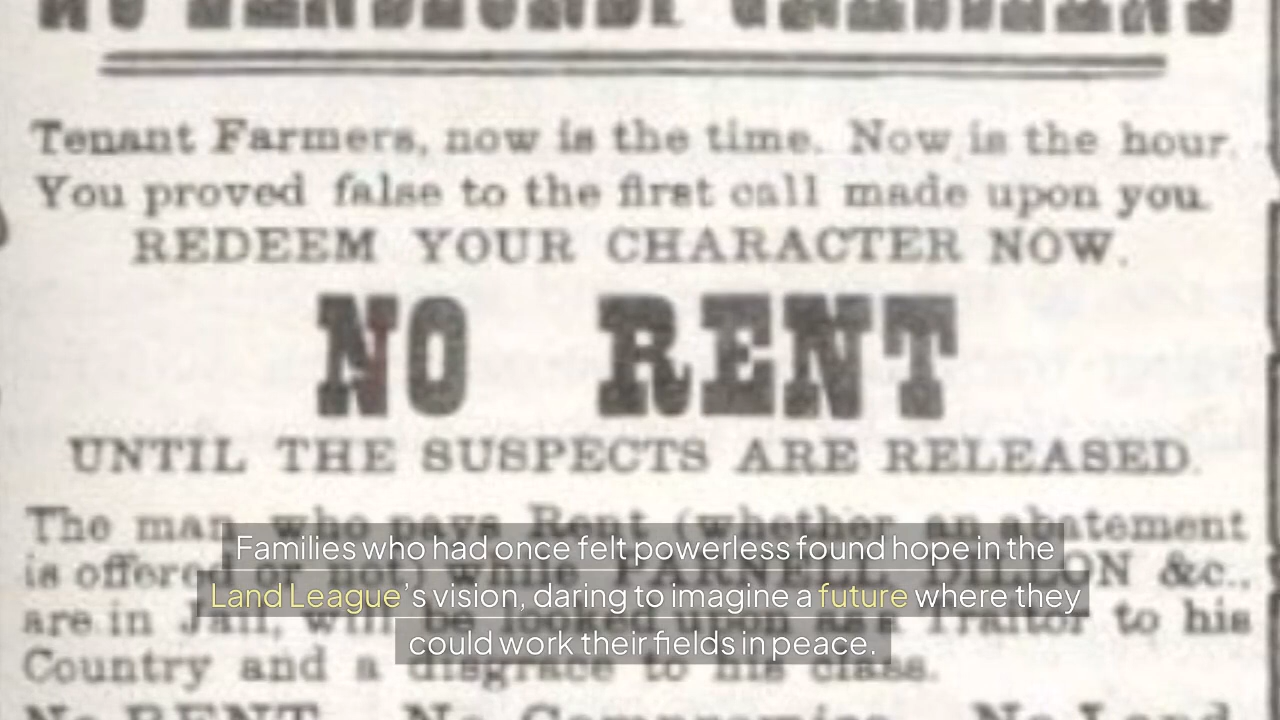 Tenant Farmers, now is the time. Now is the hour.
You proved false to the first call made upon you.
REDEEM YOUR CHARACTER NOW.
NO RENT
UNTIL THE SUSPECTS ARE RELEASED.
The man who pays Rent (whether an abatement
is offered or not) while PARNELL, DILLON &c.,
are in Jail, will be looked upon as a Traitor to his
Country and a disgrace to his class.
No RENT No Compromise No Land
Families who had once felt powerless found hope in the
Land League's vision, daring to imagine a future where they
could work their fields in peace.